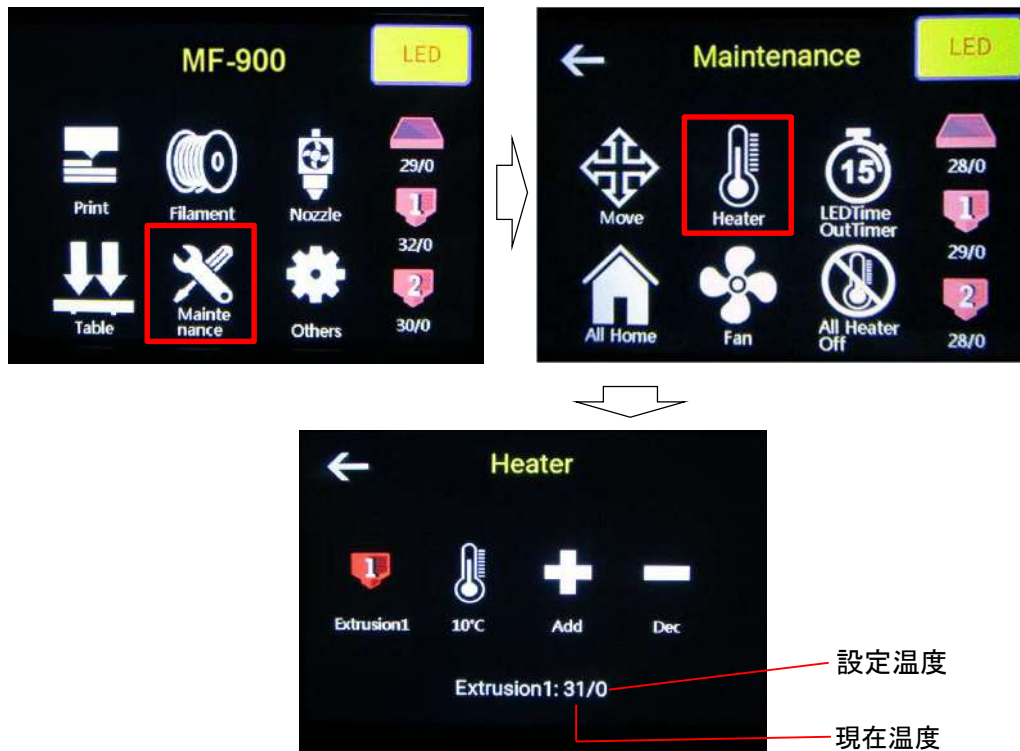 MF-900
LED
Print
Filament
Nozzle
29/0
1
32/0
Table
Mainte
nance
Others
2
30/0
Maintenance
LED
Move
Heater
15
LEDTime
OutTimer
28/0
1
29/0
All Home
Fan
All Heater
Off
2
28/0
Heater
1
Extrusion1
10°C
Add
Dec
Extrusion1: 31/0
設定温度
現在温度